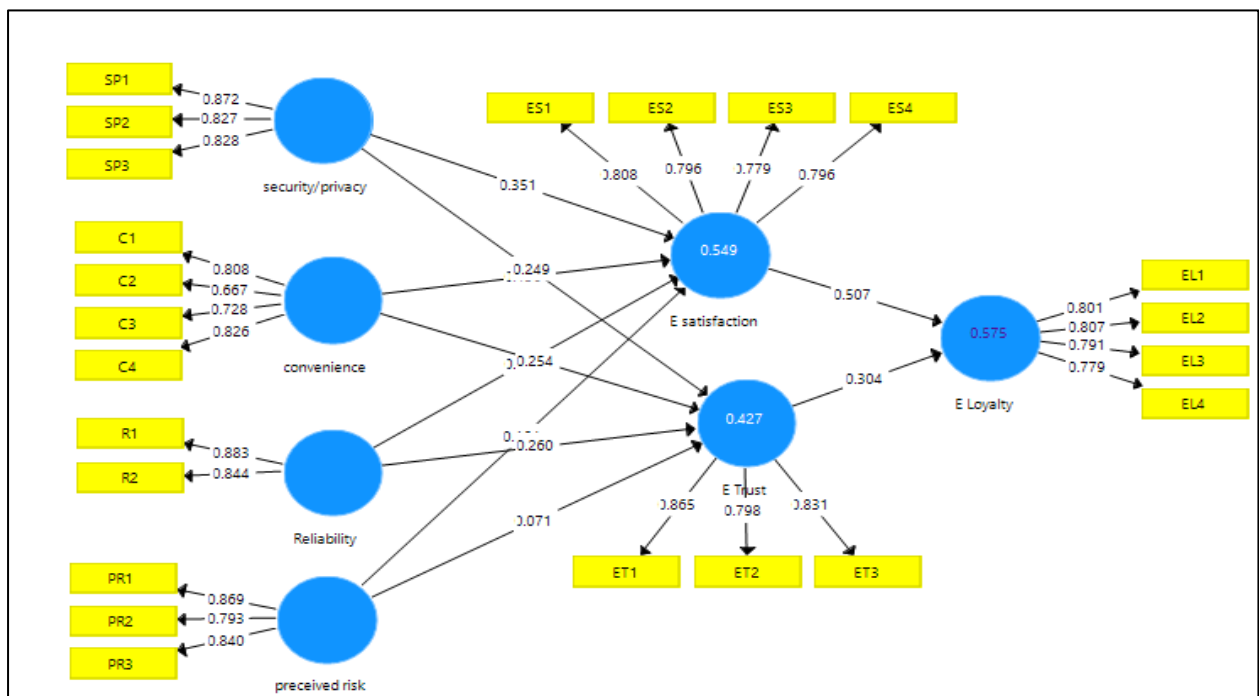 SP1
0.872
SP2
0.827
SP3
0.828
security/privacy
ES1
ES2
ES3
ES4
0.808
0.796
0.779
0.796
0.351
C1
0.808
C2
0.667
C3
0.728
C4
0.826
convenience
0.249
0.549
E satisfaction
0.507
EL1
0.801
EL2
0.807
0.575
EL3
0.791
EL4
0.779
E Loyalty
0.254
0.304
R1
0.883
R2
0.844
Reliability
0.260
0.427
E Trust
0.071
0.865
0.798
0.831
ET1
ET2
ET3
PR1
0.869
PR2
0.793
PR3
0.840
preceived risk